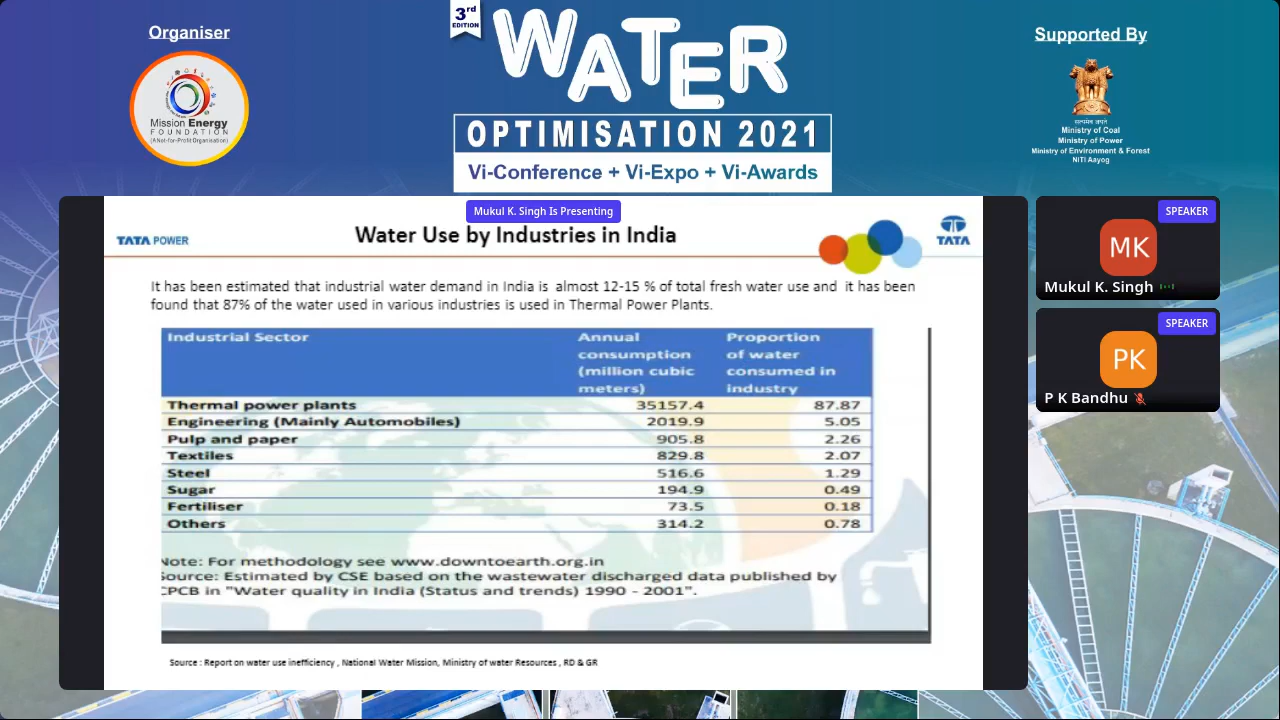 Organiser
Mission Energy
FOUNDATION
(A Not-for-Profit Organisation)
3rd
EDITION
WATER
OPTIMISATION 2021
Vi-Conference + Vi-Expo + Vi-Awards
Supported By
सत्यमेव जयते
Ministry of Coal
Ministry of Power
Ministry of Environment & Forest
NITI Aayog
Mukul K. Singh Is Presenting
TATA POWER
Water Use by Industries in India
TATA
It has been estimated that industrial water demand in India is almost 12-15 % of total fresh water use and it has been
found that 87% of the water used in various industries is used in Thermal Power Plants.
Industrial Sector Annual consumption (million cubic meters) Proportion of water consumed in industry
Thermal power plants 35157.4 87.87
Engineering (Mainly Automobiles) 2019.9 5.05
Pulp and paper 905.8 2.26
Textiles 829.8 2.07
Steel 516.6 1.29
Sugar 194.9 0.49
Fertiliser 73.5 0.18
Others 314.2 0.78
Note: For methodology see www.downtoearth.org.in
Source: Estimated by CSE based on the wastewater discharged data published by
CPCB in "Water quality in India (Status and trends) 1990 - 2001".
Source : Report on water use inefficiency , National Water Mission, Ministry of water Resources , RD & GR
SPEAKER
MK
Mukul K. Singh
SPEAKER
PK
P K Bandhu